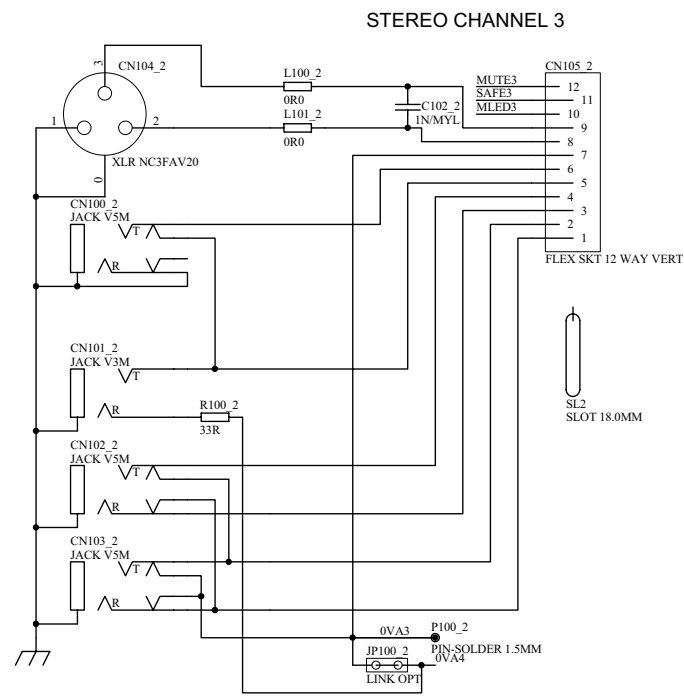 STEREO CHANNEL 3
CN104_2
3
1
2
0
XLR NC3FAV20
L100_2
0R0
L101_2
0R0
C102_2
1N/MYL
CN105_2
MUTE3
SAFE3
MLED3
12
11
10
9
8
7
6
5
4
3
2
1
FLEX SKT 12 WAY VERT
CN100_2
JACK V5M
T
R
CN101_2
JACK V3M
T
R
R100_2
33R
SL2
SLOT 18.0MM
CN102_2
JACK V5M
T
R
CN103_2
JACK V5M
T
R
0VA3
P100_2
PIN-SOLDER 1.5MM
0VA4
JP100_2
LINK OPT